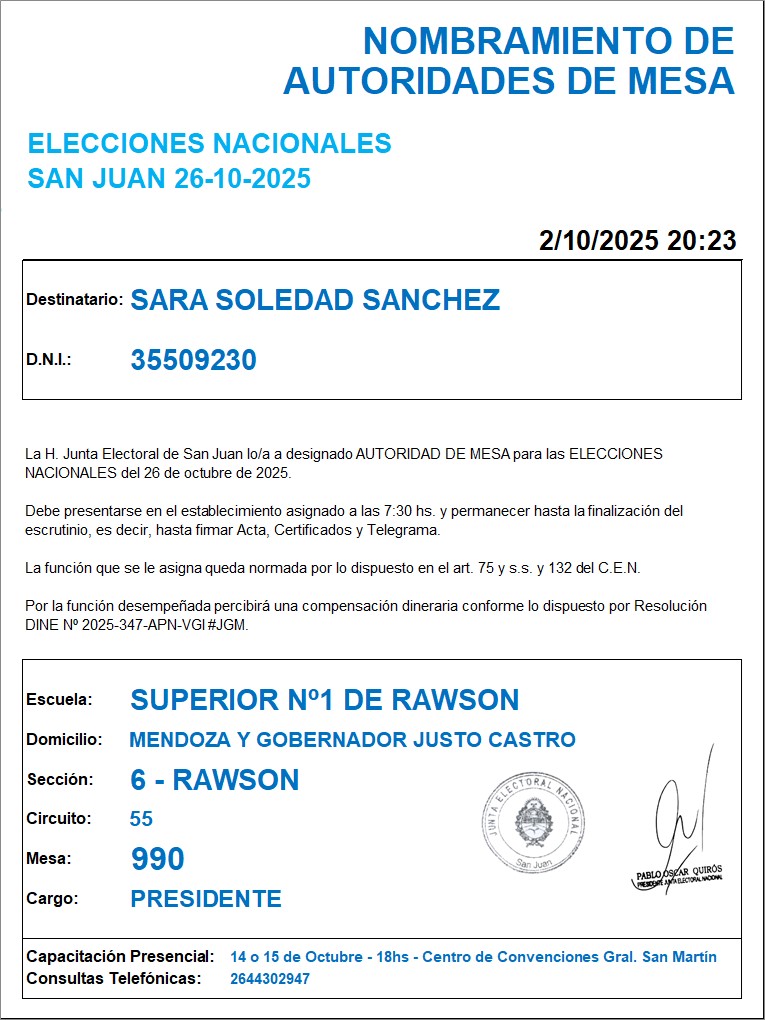 NOMBRAMIENTO DE
AUTORIDADES DE MESA
ELECCIONES NACIONALES
SAN JUAN 26-10-2025
2/10/2025 20:23
Destinatario: SARA SOLEDAD SANCHEZ
D.N.I.: 35509230
La H. Junta Electoral de San Juan lo/a a designado AUTORIDAD DE MESA para las ELECCIONES
NACIONALES del 26 de octubre de 2025.
Debe presentarse en el establecimiento asignado a las 7:30 hs. y permanecer hasta la finalización del
escrutinio, es decir, hasta firmar Acta, Certificados y Telegrama.
La función que se le asigna queda normada por lo dispuesto en el art. 75 y s.s. y 132 del C.E.N.
Por la función desempeñada percibirá una compensación dineraria conforme lo dispuesto por Resolución
DINE Nº 2025-347-APN-VGI#JGM.
Escuela: SUPERIOR Nº1 DE RAWSON
Domicilio: MENDOZA Y GOBERNADOR JUSTO CASTRO
Sección: 6 - RAWSON
Circuito: 55
Mesa: 990
Cargo: PRESIDENTE
JUNTA ELECTORAL NACIONAL
San Juan
PABLO OSCAR QUIRÓS
PRESIDENTE JUNTA ELECTORAL NACIONAL
Capacitación Presencial: 14 o 15 de Octubre - 18hs - Centro de Convenciones Gral. San Martín
Consultas Telefónicas: 2644302947